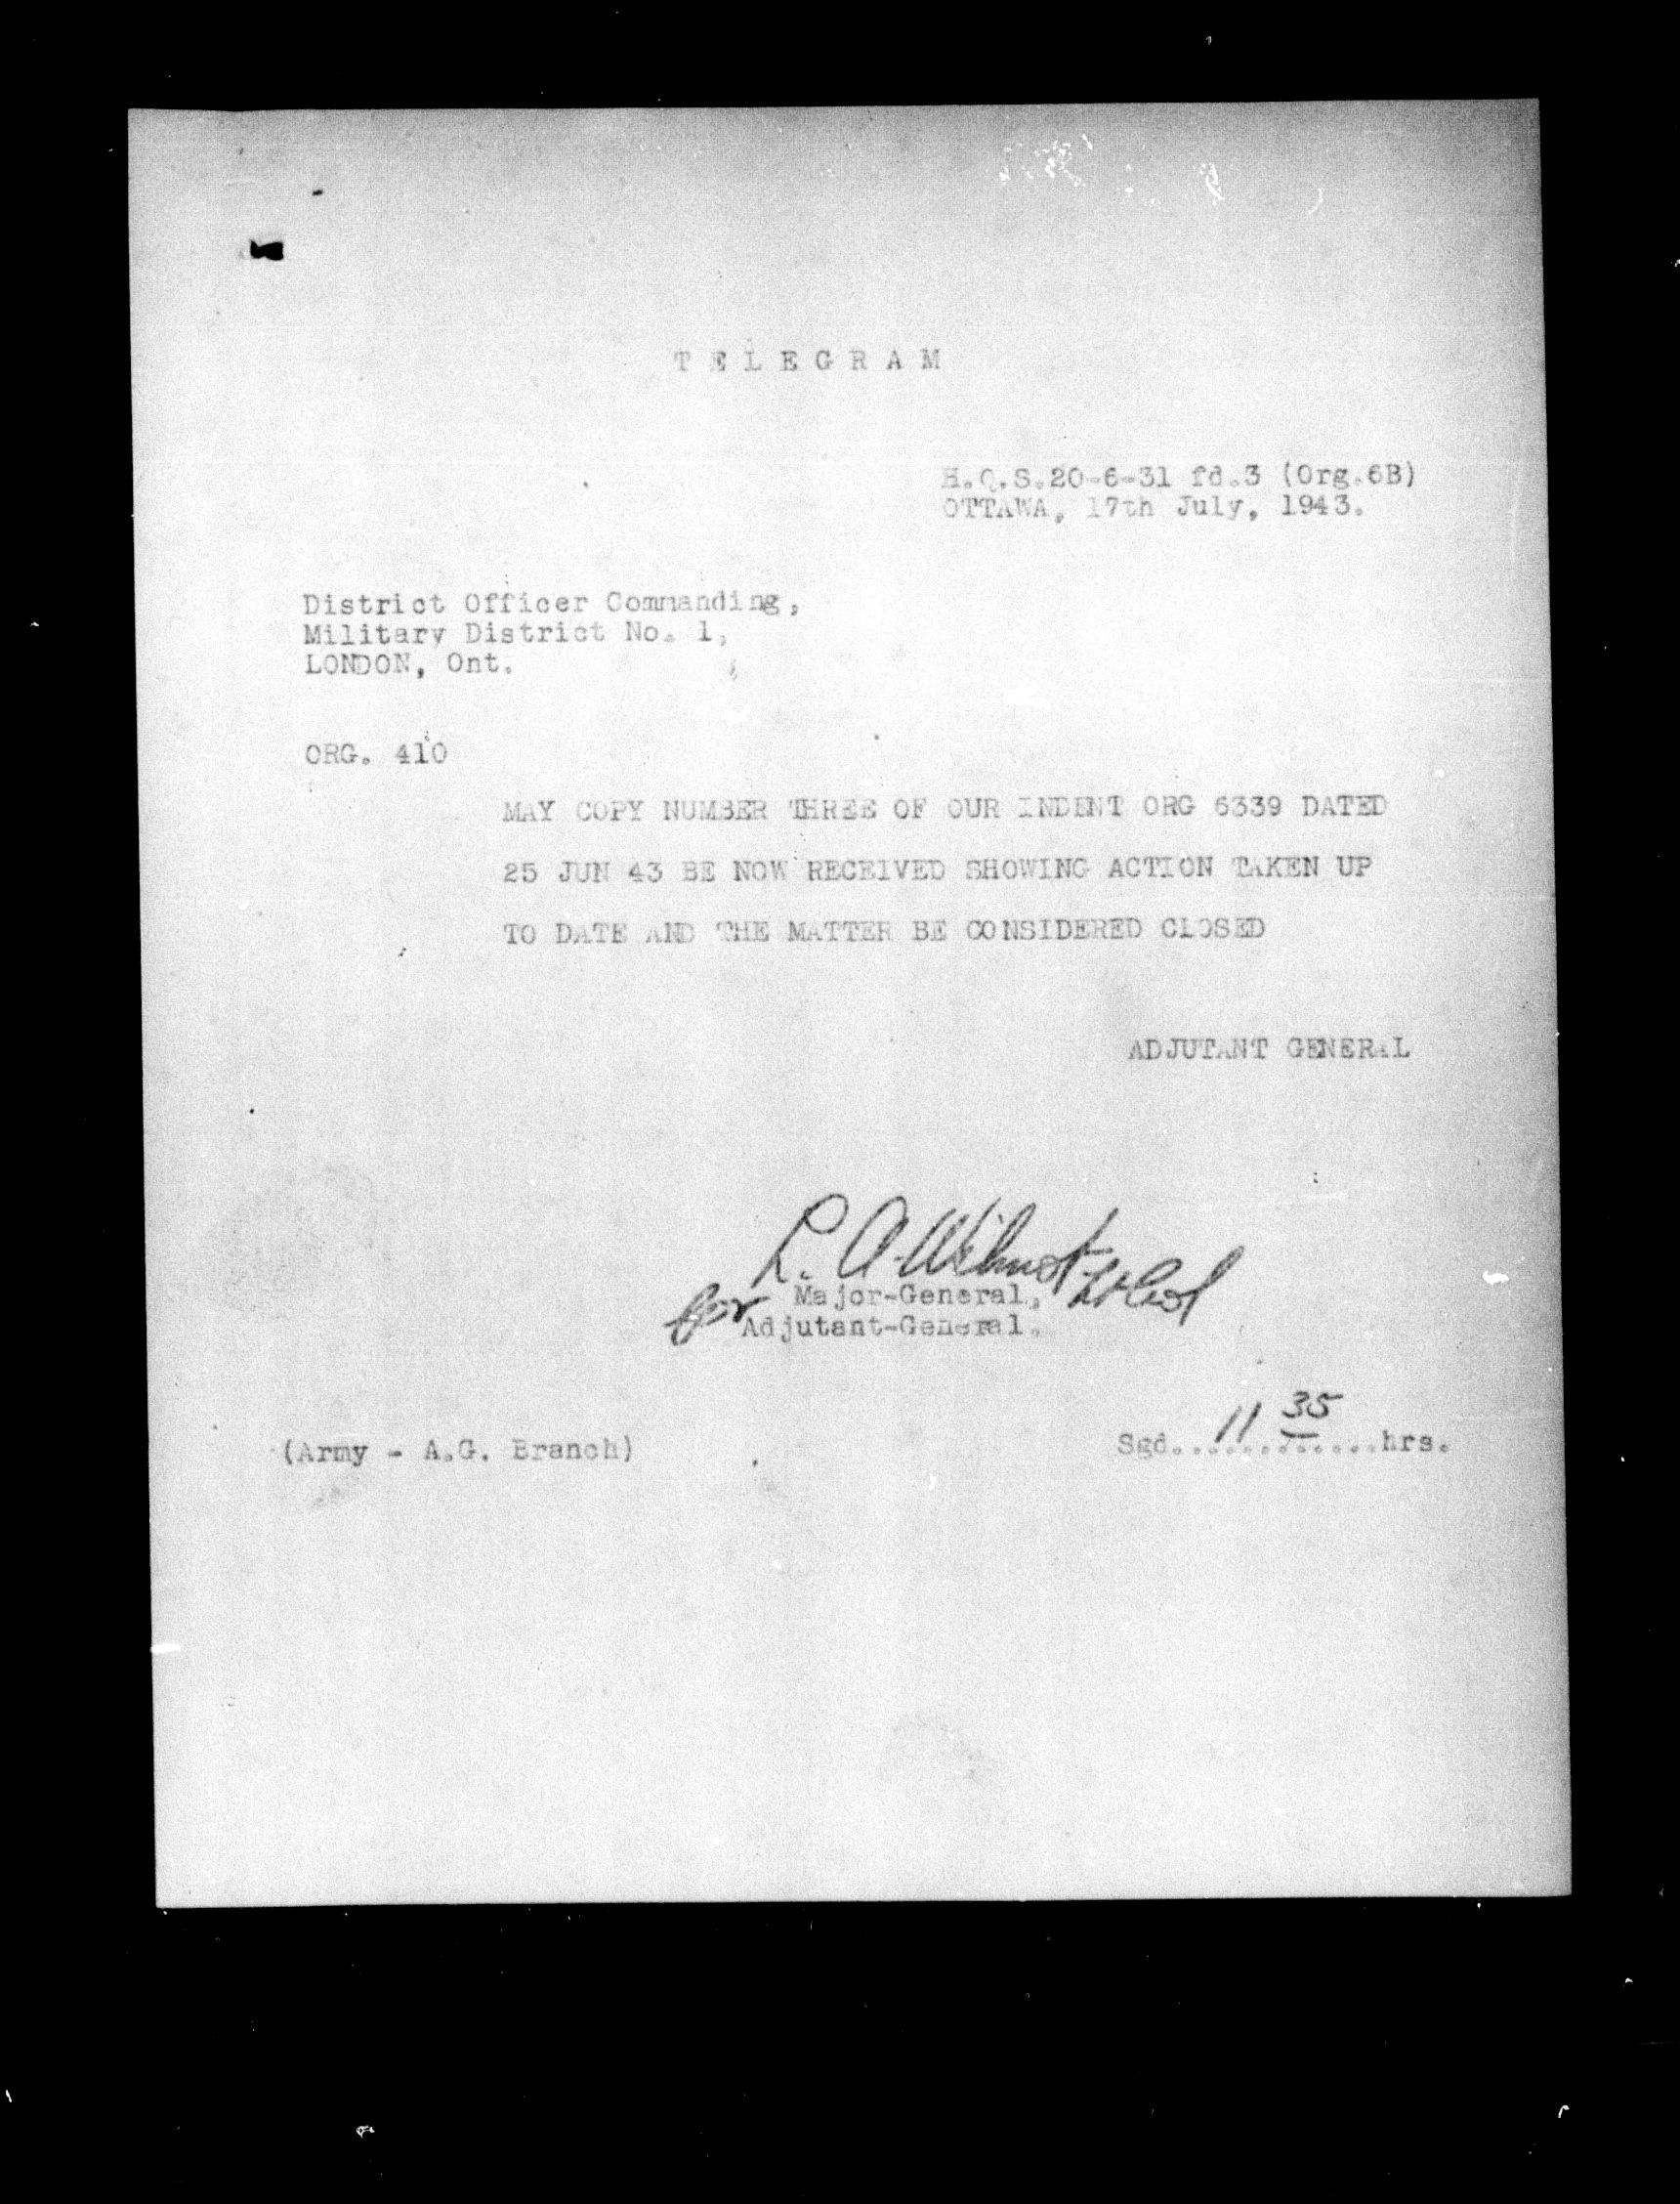 TELEGRAM
H.Q.S.20-6-31 fd.3 (Org.6B)
OTTAWA, 17th July, 1943.
District Officer Commanding,
Military District No. 1,
LONDON, Ont.
ORG. 410
MAY COPY NUMBER THREE OF OUR INDENT ORG 6339 DATED
25 JUN 43 BE NOW RECEIVED SHOWING ACTION TAKEN UP
TO DATE AND THE MATTER BE CONSIDERED CLOSED
ADJUTANT GENERAL
L. A. Wilmot
Major-General,
for Adjutant-General.
(Army - A.G. Branch)
Sgd. 11 35 hrs.